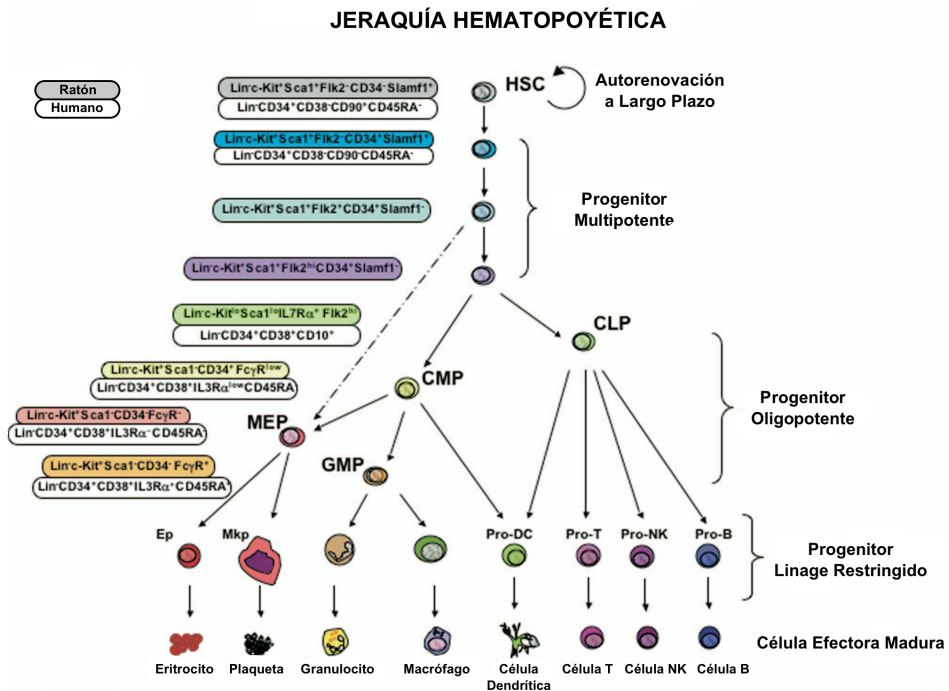 JERAQUÍA HEMATOPOYÉTICA
Ratón
Humano
Lin⁻c-Kit⁺Sca1⁺Flk2⁻CD34⁻Slamf1⁺
Lin⁻CD34⁺CD38⁻CD90⁺CD45RA⁻
HSC
Autorenovación
a Largo Plazo
Lin⁻c-Kit⁺Sca1⁺Flk2⁻CD34⁺Slamf1⁺
Lin⁻CD34⁺CD38⁻CD90⁻CD45RA⁻
Lin⁻c-Kit⁺Sca1⁺Flk2⁺CD34⁺Slamf1⁻
Progenitor
Multipotente
Lin⁻c-Kit⁺Sca1⁺Flk2ʰⁱCD34⁺Slamf1⁻
Lin⁻c-KitˡᵒSca1ˡᵒIL7Rα⁺ Flk2ʰⁱ
Lin⁻CD34⁺CD38⁺CD10⁺
CLP
Lin⁻c-Kit⁺Sca1⁻CD34⁺FcγRˡᵒʷ
Lin⁻CD34⁺CD38⁺IL3RαˡᵒʷCD45RA
CMP
Progenitor
Oligopotente
Lin⁻c-Kit⁺Sca1⁻CD34⁻FcγR⁻
Lin⁻CD34⁺CD38⁺IL3Rα⁻CD45RA⁻
MEP
Lin⁻c-Kit⁺Sca1⁻CD34⁻FcγR⁺
Lin⁻CD34⁺CD38⁺IL3Rα⁺CD45RA⁺
GMP
Ep
Mkp
Pro-DC
Pro-T
Pro-NK
Pro-B
Progenitor
Linage Restringido
Célula Efectora Madura
Eritrocito
Plaqueta
Granulocito
Macrófago
Célula
Dendrítica
Célula T
Célula NK
Célula B